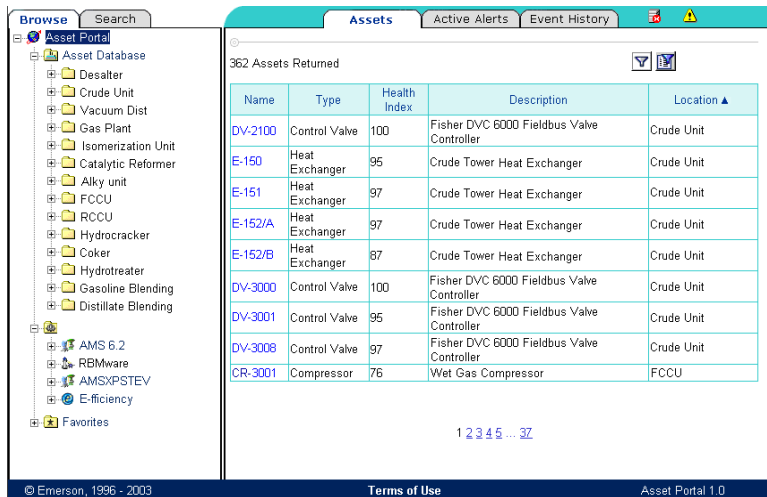 Browse Search
Assets Active Alerts Event History
Asset Portal
Asset Database
Desalter
Crude Unit
Vacuum Dist
Gas Plant
Isomerization Unit
Catalytic Reformer
Alky unit
FCCU
RCCU
Hydrocracker
Coker
Hydrotreater
Gasoline Blending
Distillate Blending
AMS 6.2
RBMware
AMSXPSTEV
E-fficiency
Favorites
362 Assets Returned
Name Type Health Index Description Location ▲
DV-2100 Control Valve 100 Fisher DVC 6000 Fieldbus Valve Controller Crude Unit
E-150 Heat Exchanger 95 Crude Tower Heat Exchanger Crude Unit
E-151 Heat Exchanger 97 Crude Tower Heat Exchanger Crude Unit
E-152/A Heat Exchanger 97 Crude Tower Heat Exchanger Crude Unit
E-152/B Heat Exchanger 87 Crude Tower Heat Exchanger Crude Unit
DV-3000 Control Valve 100 Fisher DVC 6000 Fieldbus Valve Controller Crude Unit
DV-3001 Control Valve 95 Fisher DVC 6000 Fieldbus Valve Controller Crude Unit
DV-3008 Control Valve 97 Fisher DVC 6000 Fieldbus Valve Controller Crude Unit
CR-3001 Compressor 76 Wet Gas Compressor FCCU
1 2 3 4 5 ... 37
© Emerson, 1996 - 2003 Terms of Use Asset Portal 1.0